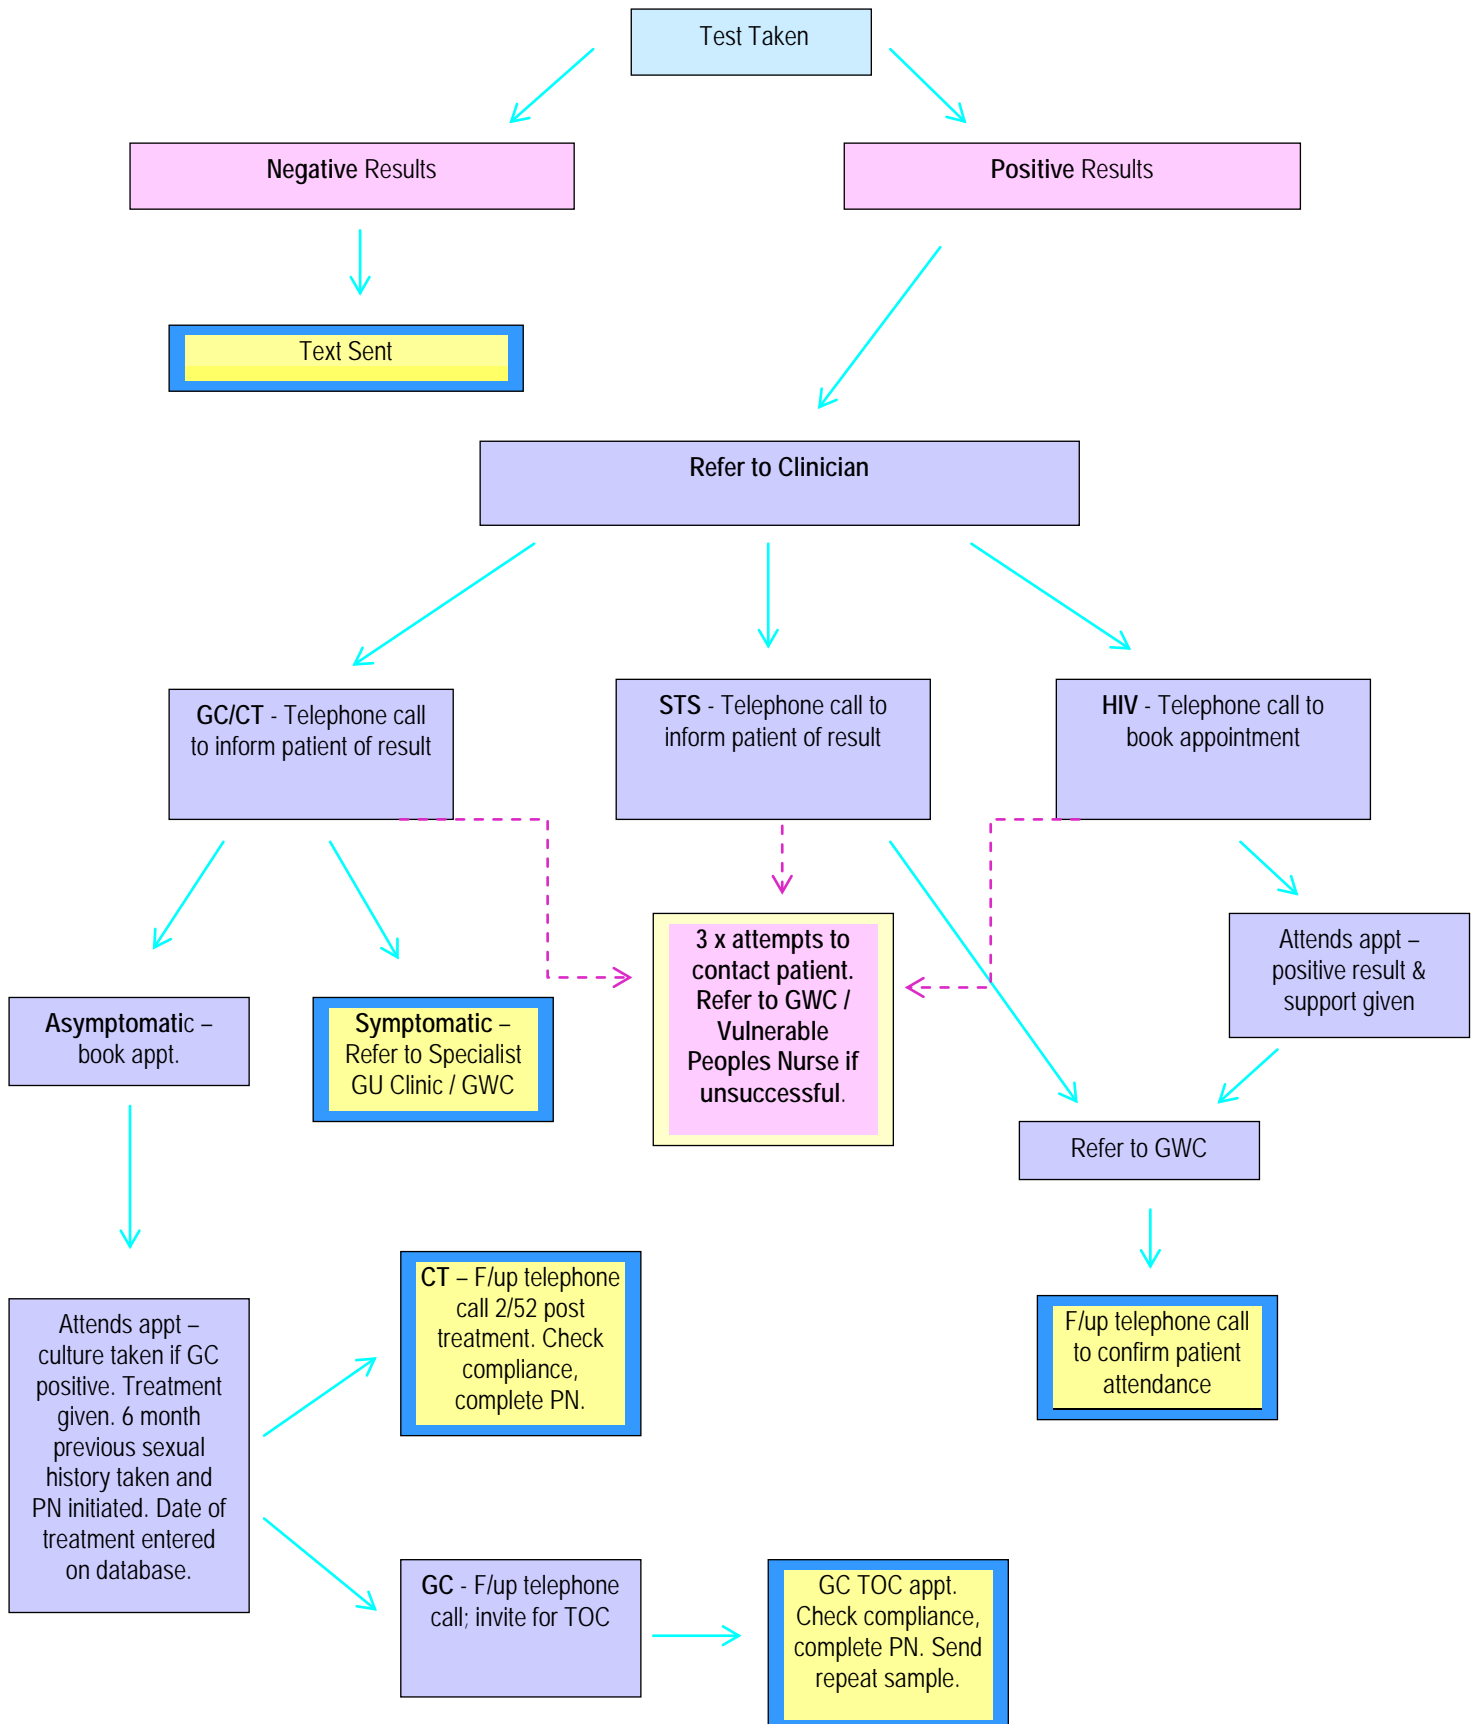 Test Taken
Negative Results
Positive Results
Text Sent
Refer to Clinician
GC/CT - Telephone call
to inform patient of result
STS - Telephone call to
inform patient of result
HIV - Telephone call to
book appointment
Asymptomatic –
book appt.
Symptomatic –
Refer to Specialist
GU Clinic / GWC
3 x attempts to
contact patient.
Refer to GWC /
Vulnerable
Peoples Nurse if
unsuccessful.
Attends appt –
positive result &
support given
Refer to GWC
Attends appt –
culture taken if GC
positive. Treatment
given. 6 month
previous sexual
history taken and
PN initiated. Date of
treatment entered
on database.
CT – F/up telephone
call 2/52 post
treatment. Check
compliance,
complete PN.
F/up telephone call
to confirm patient
attendance
GC - F/up telephone
call; invite for TOC
GC TOC appt.
Check compliance,
complete PN. Send
repeat sample.